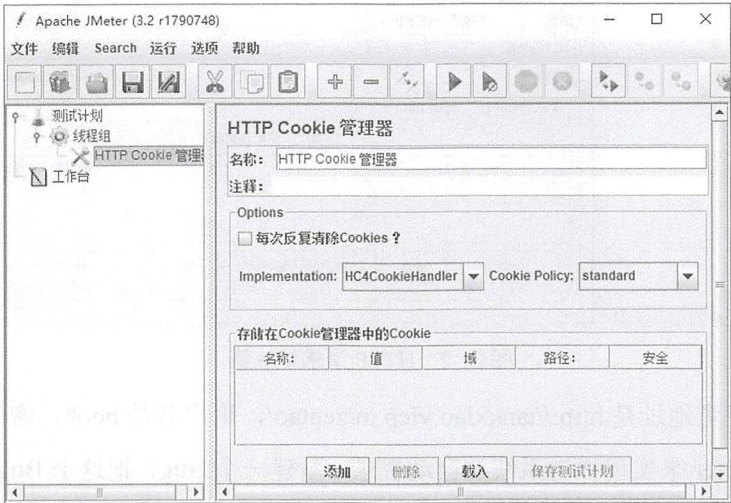 Apache JMeter (3.2 r1790748)
文件 编辑 Search 运行 选项 帮助
测试计划
线程组
HTTP Cookie 管理
工作台
HTTP Cookie 管理器
名称： HTTP Cookie 管理器
注释：
Options
每次反复清除Cookies？
Implementation: HC4CookieHandler Cookie Policy: standard
存储在Cookie管理器中的Cookie
名称： 值 域 路径： 安全
添加 删除 载入 保存测试计划